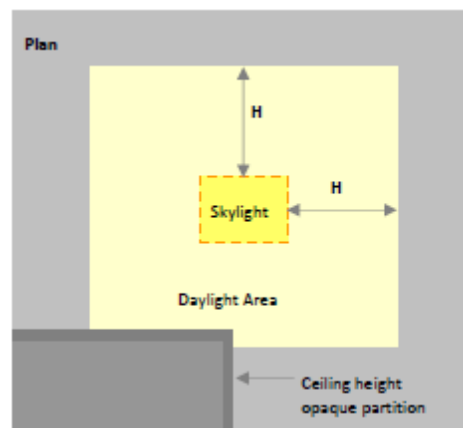 Plan
H
H
Skylight
Daylight Area
Ceiling height
opaque partition